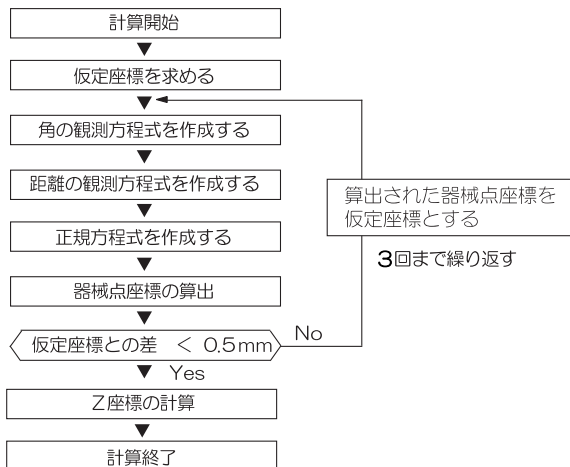 計算開始
仮定座標を求める
角の観測方程式を作成する
距離の観測方程式を作成する
正規方程式を作成する
器械点座標の算出
仮定座標との差 < 0.5mm
No
Yes
Z座標の計算
計算終了
算出された器械点座標を
仮定座標とする
3回まで繰り返す